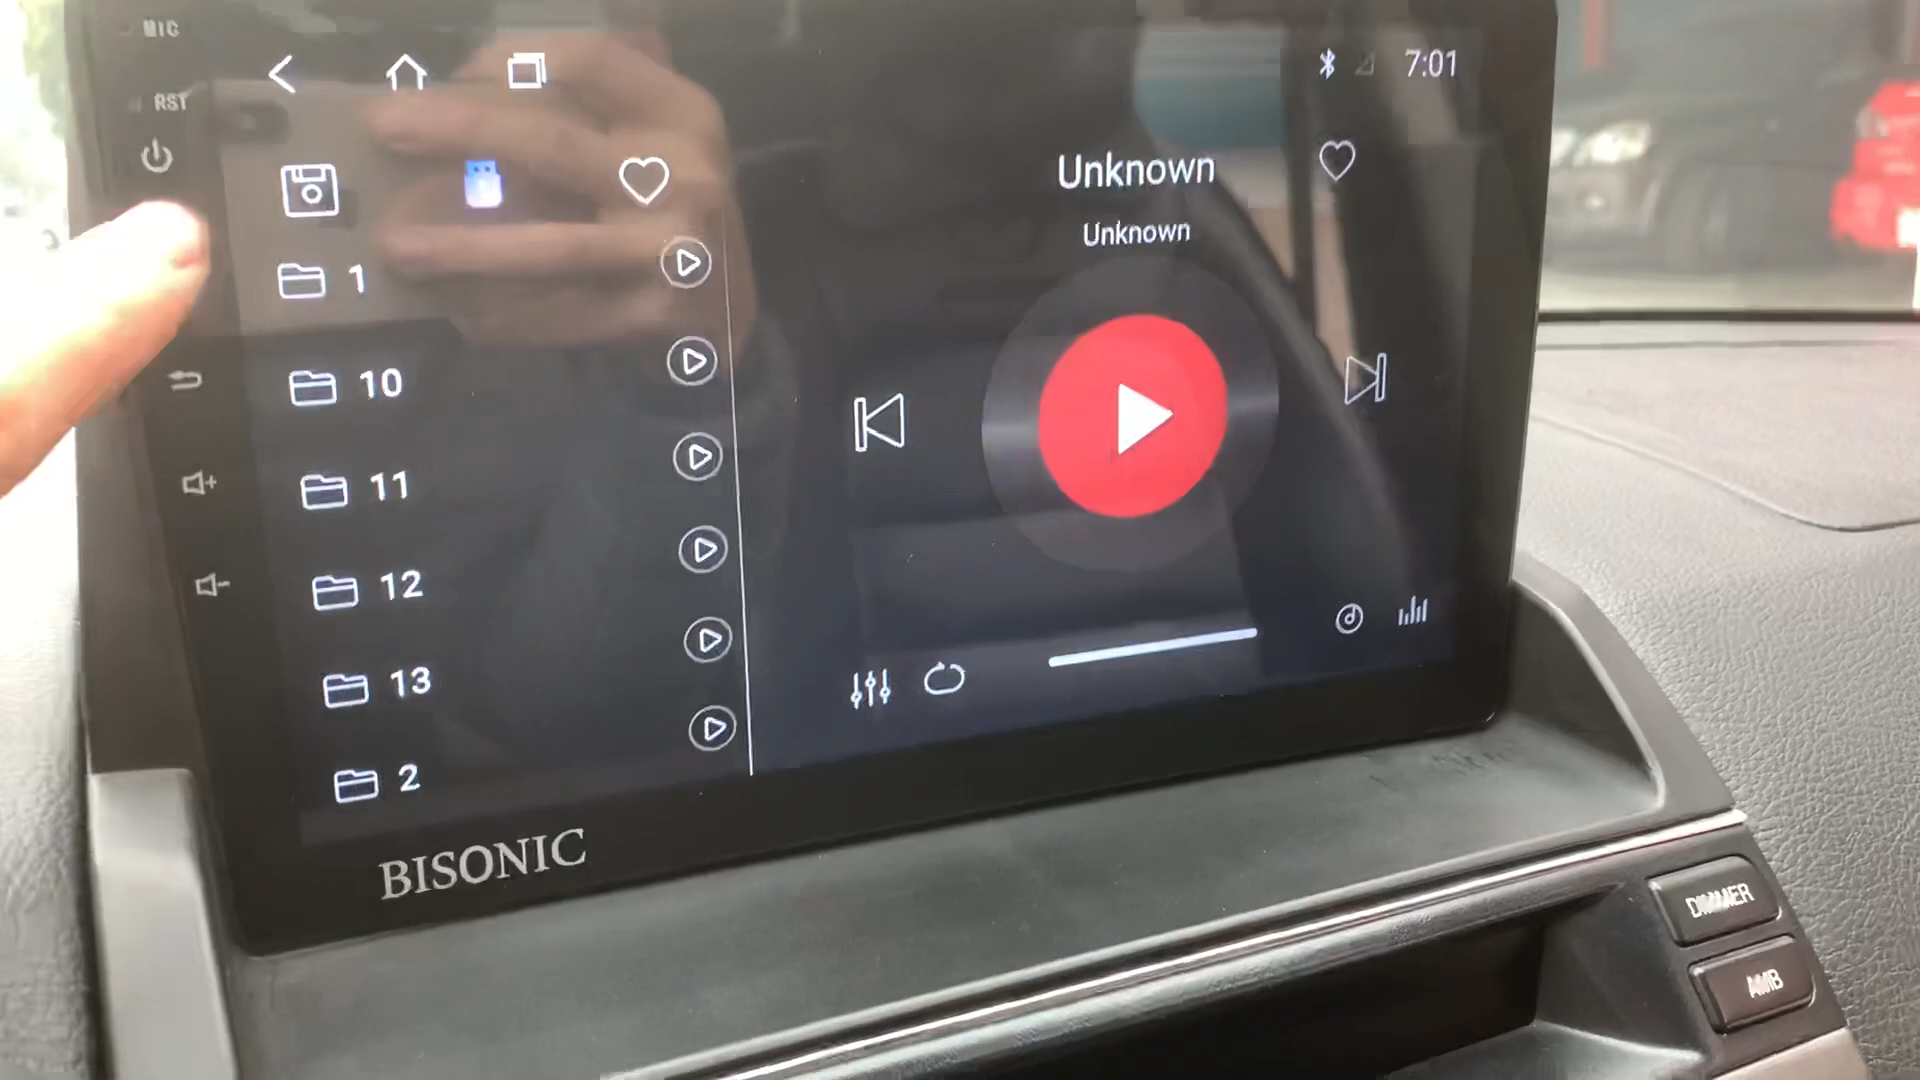 MIC
RST
7:01
Unknown
Unknown
1
10
11
12
13
2
BISONIC
DIMMER
AMB